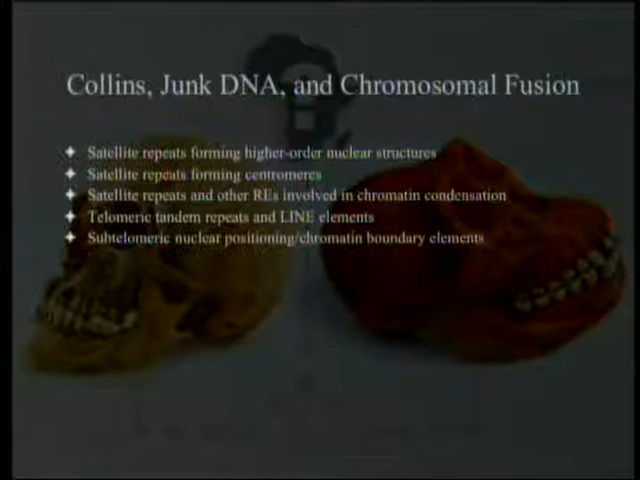 Collins, Junk DNA, and Chromosomal Fusion
Satellite repeats forming higher-order nuclear structures
Satellite repeats forming centromeres
Satellite repeats and other REs involved in chromatin condensation
Telomeric tandem repeats and LINE elements
Subtelomeric nuclear positioning/chromatin boundary elements